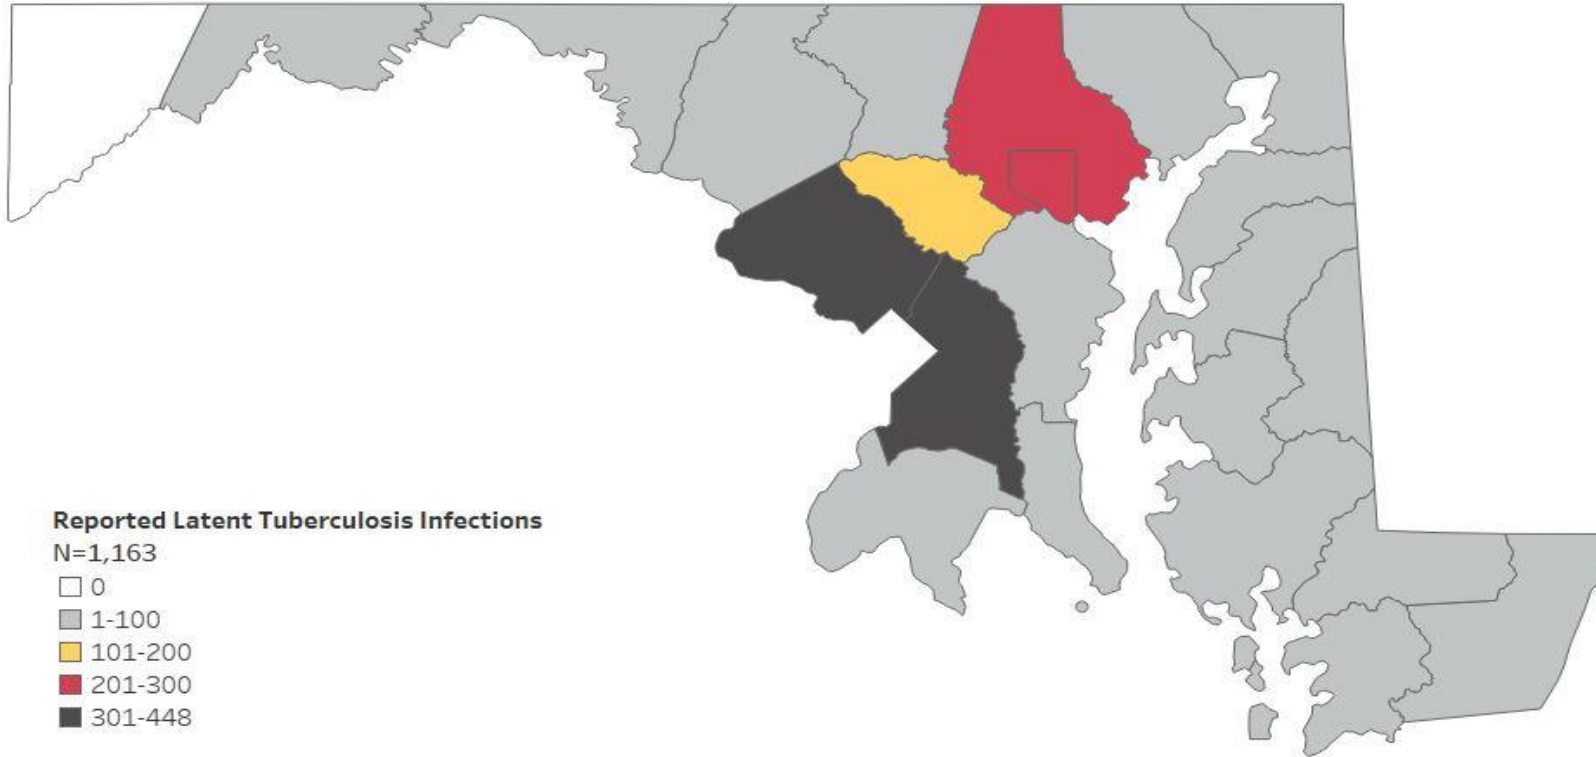 Reported Latent Tuberculosis Infections
N=1,163
0
1-100
101-200
201-300
301-448